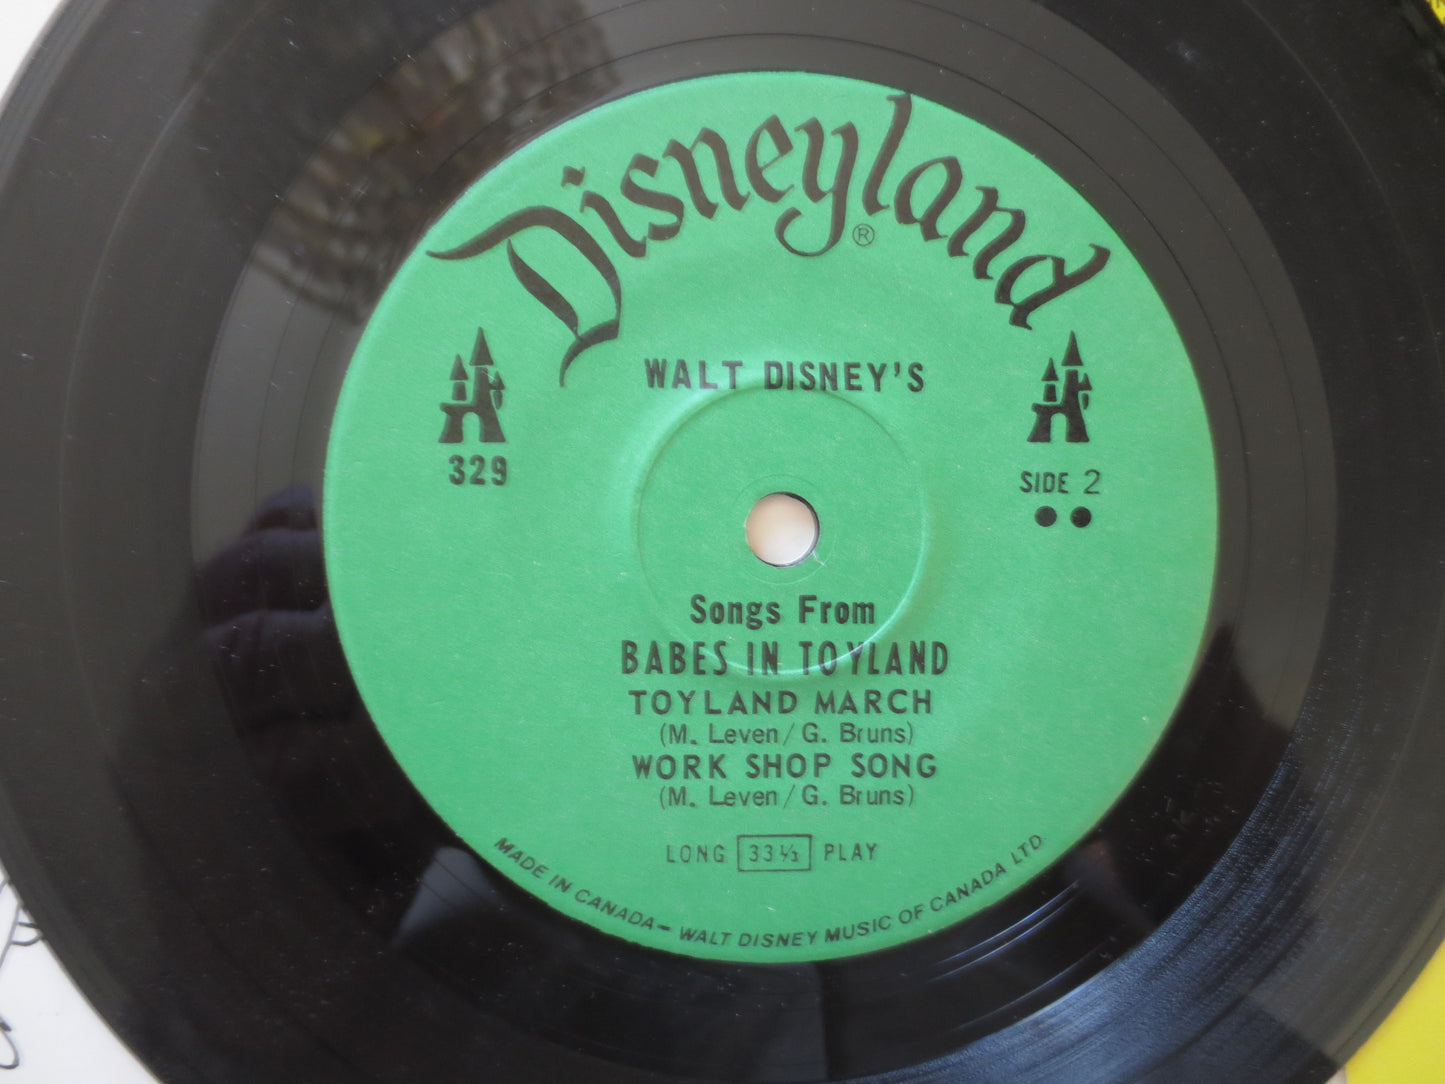 Disneyland®
WALT DISNEY'S
329
SIDE 2
Songs From
BABES IN TOYLAND
TOYLAND MARCH
(M. Leven/G. Bruns)
WORK SHOP SONG
(M. Leven/G. Bruns)
LONG 33⅓ PLAY
MADE IN CANADA — WALT DISNEY MUSIC OF CANADA LTD.